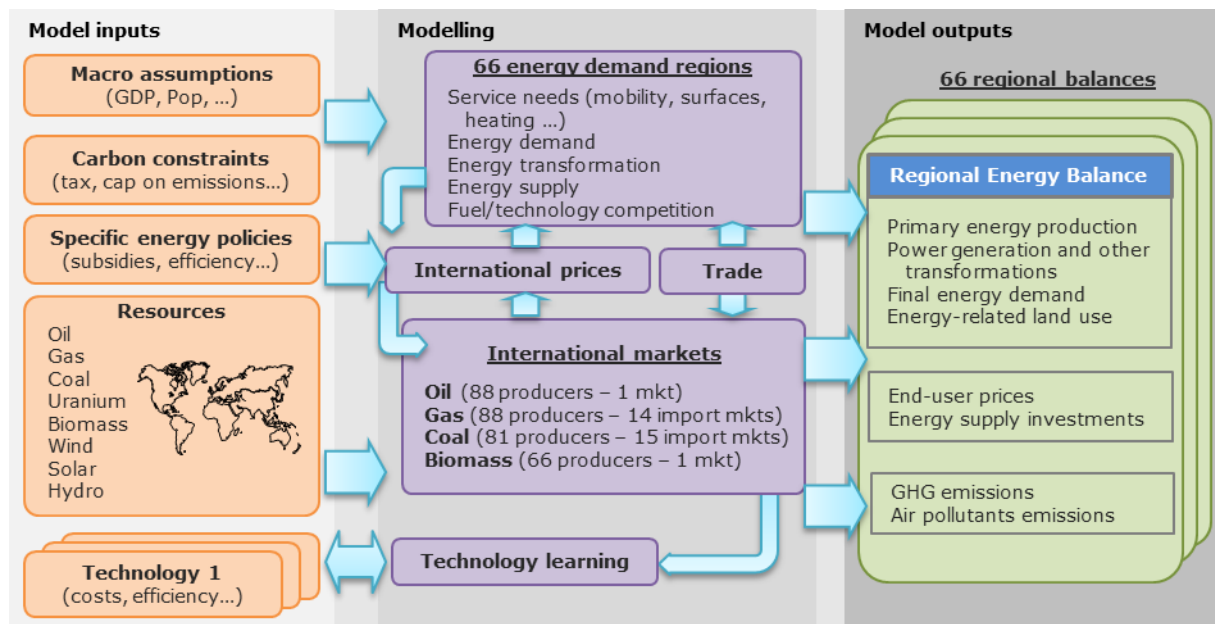 Model inputs
Macro assumptions
(GDP, Pop, ...)
Carbon constraints
(tax, cap on emissions...)
Specific energy policies
(subsidies, efficiency...)
Resources
Oil
Gas
Coal
Uranium
Biomass
Wind
Solar
Hydro
Technology 1
(costs, efficiency...)
Modelling
66 energy demand regions
Service needs (mobility, surfaces,
heating ...)
Energy demand
Energy transformation
Energy supply
Fuel/technology competition
International prices
Trade
International markets
Oil (88 producers – 1 mkt)
Gas (88 producers – 14 import mkts)
Coal (81 producers – 15 import mkts)
Biomass (66 producers – 1 mkt)
Technology learning
Model outputs
66 regional balances
Regional Energy Balance
Primary energy production
Power generation and other
transformations
Final energy demand
Energy-related land use
End-user prices
Energy supply investments
GHG emissions
Air pollutants emissions